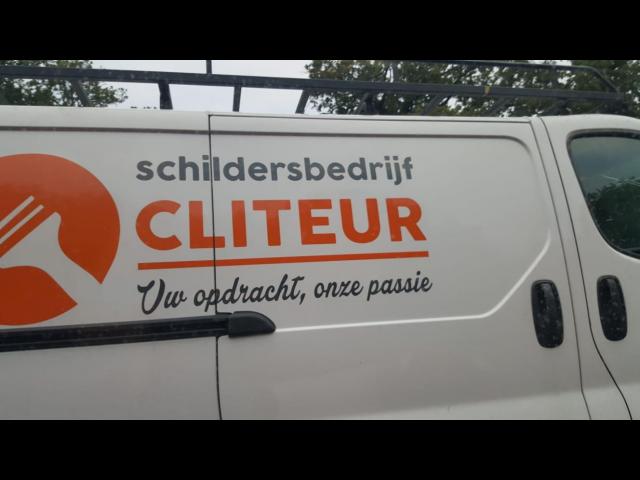 schildersbedrijf
CLITEUR
Uw opdracht, onze passie